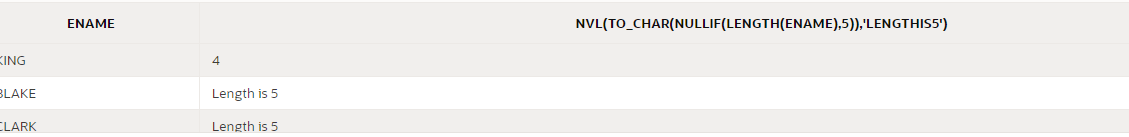 ENAME NVL(TO_CHAR(NULLIF(LENGTH(ENAME),5)),'LENGTHIS5')
KING 4
BLAKE Length is 5
CLARK Length is 5